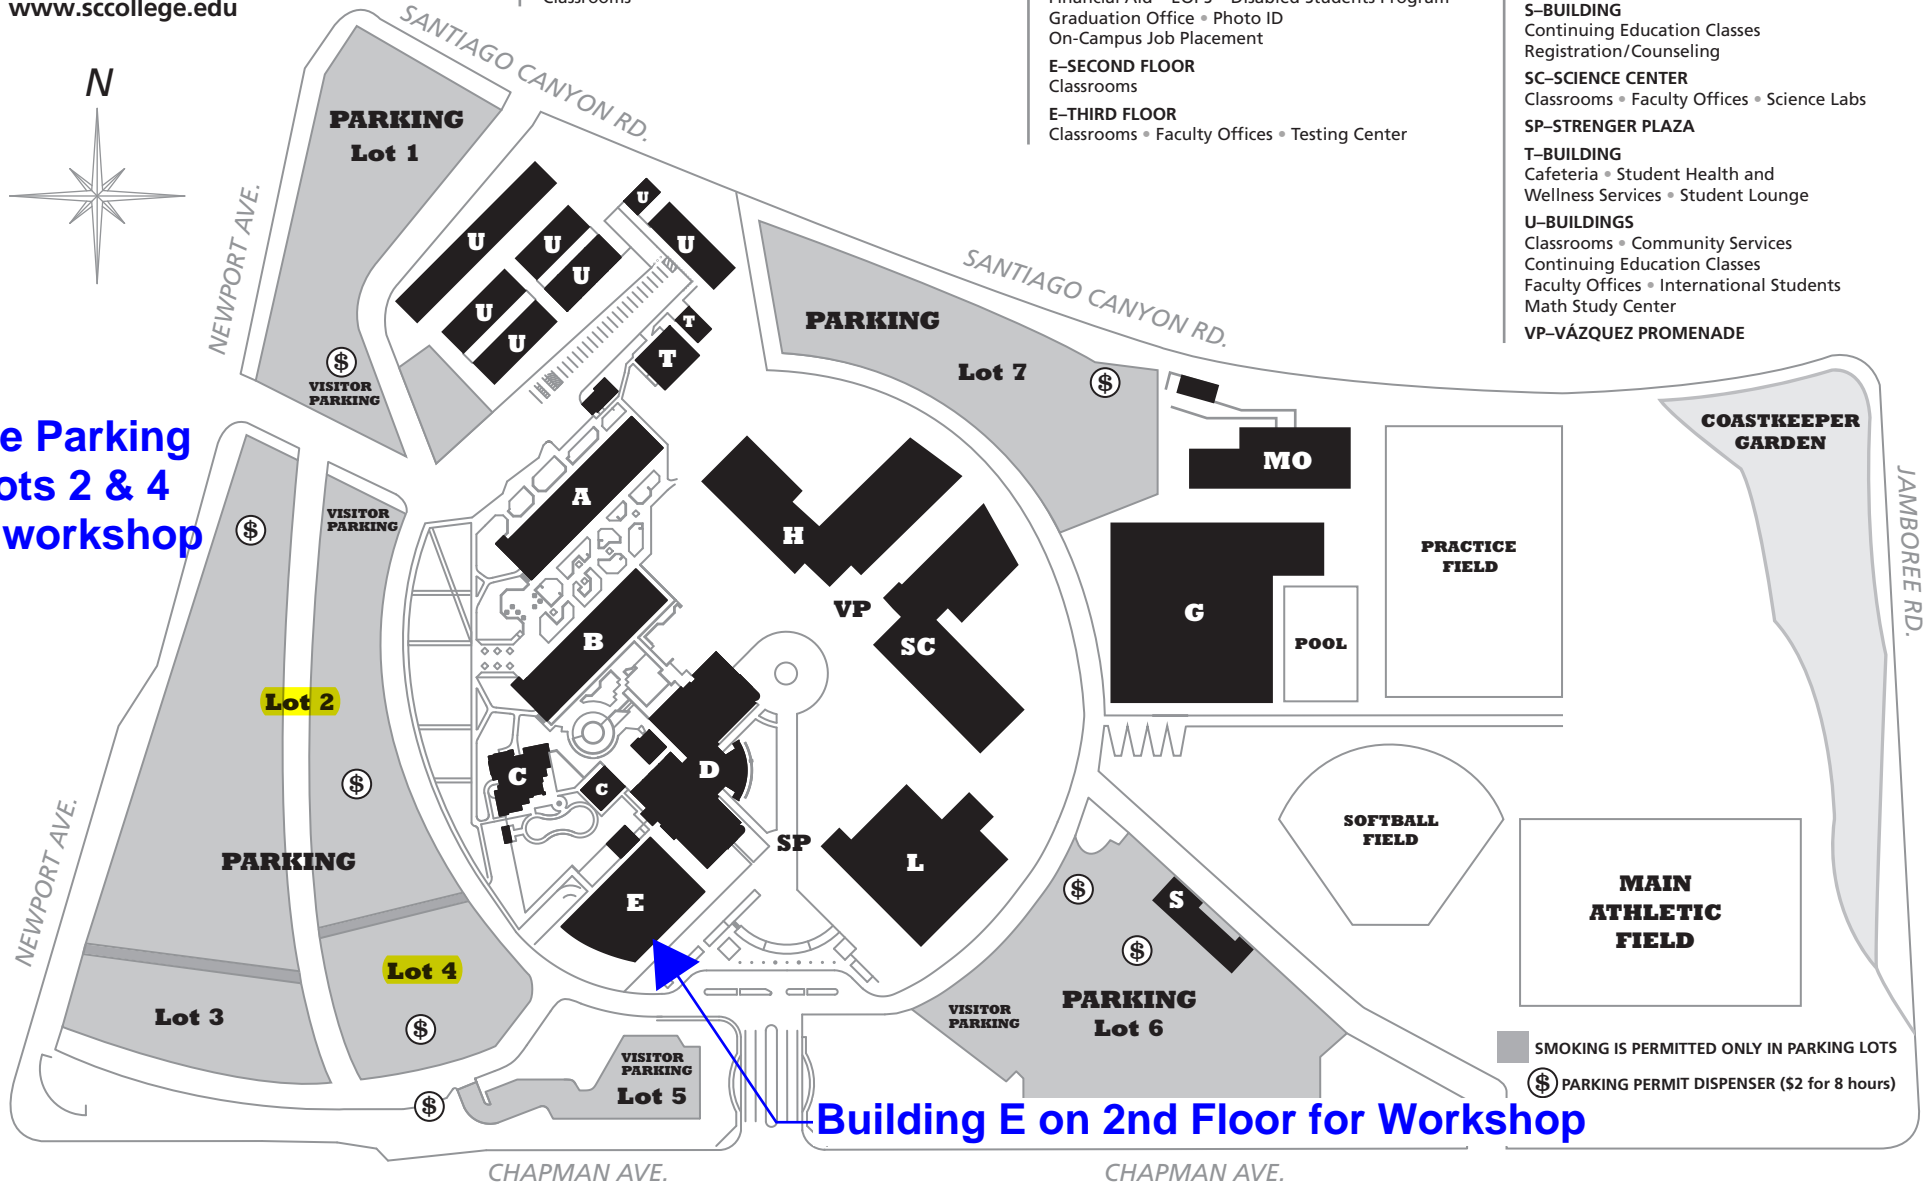 www.sccollege.edu
Classrooms
Financial Aid • EOPS • Disabled Students Program
Graduation Office • Photo ID
On-Campus Job Placement
E–SECOND FLOOR
Classrooms
E–THIRD FLOOR
Classrooms • Faculty Offices • Testing Center
S–BUILDING
Continuing Education Classes
Registration/Counseling
SC–SCIENCE CENTER
Classrooms • Faculty Offices • Science Labs
SP–STRENGER PLAZA
T–BUILDING
Cafeteria • Student Health and
Wellness Services • Student Lounge
U–BUILDINGS
Classrooms • Community Services
Continuing Education Classes
Faculty Offices • International Students
Math Study Center
VP–VÁZQUEZ PROMENADE
N
SANTIAGO CANYON RD.
PARKING
Lot 1
NEWPORT AVE.
U
U
U
U
U
U
U
T
T
$
VISITOR
PARKING
SANTIAGO CANYON RD.
PARKING
Lot 7
$
COASTKEEPER
GARDEN
JAMBOREE RD.
e Parking
ots 2 & 4
workshop
$
VISITOR
PARKING
A
H
MO
PRACTICE
FIELD
VP
B
SC
G
POOL
Lot 2
$
C
C
D
SP
L
E
PARKING
NEWPORT AVE.
Lot 4
$
Lot 3
SOFTBALL
FIELD
MAIN
ATHLETIC
FIELD
$
S
$
PARKING
Lot 6
VISITOR
PARKING
VISITOR
PARKING
Lot 5
$
SMOKING IS PERMITTED ONLY IN PARKING LOTS
$ PARKING PERMIT DISPENSER ($2 for 8 hours)
Building E on 2nd Floor for Workshop
CHAPMAN AVE.
CHAPMAN AVE.